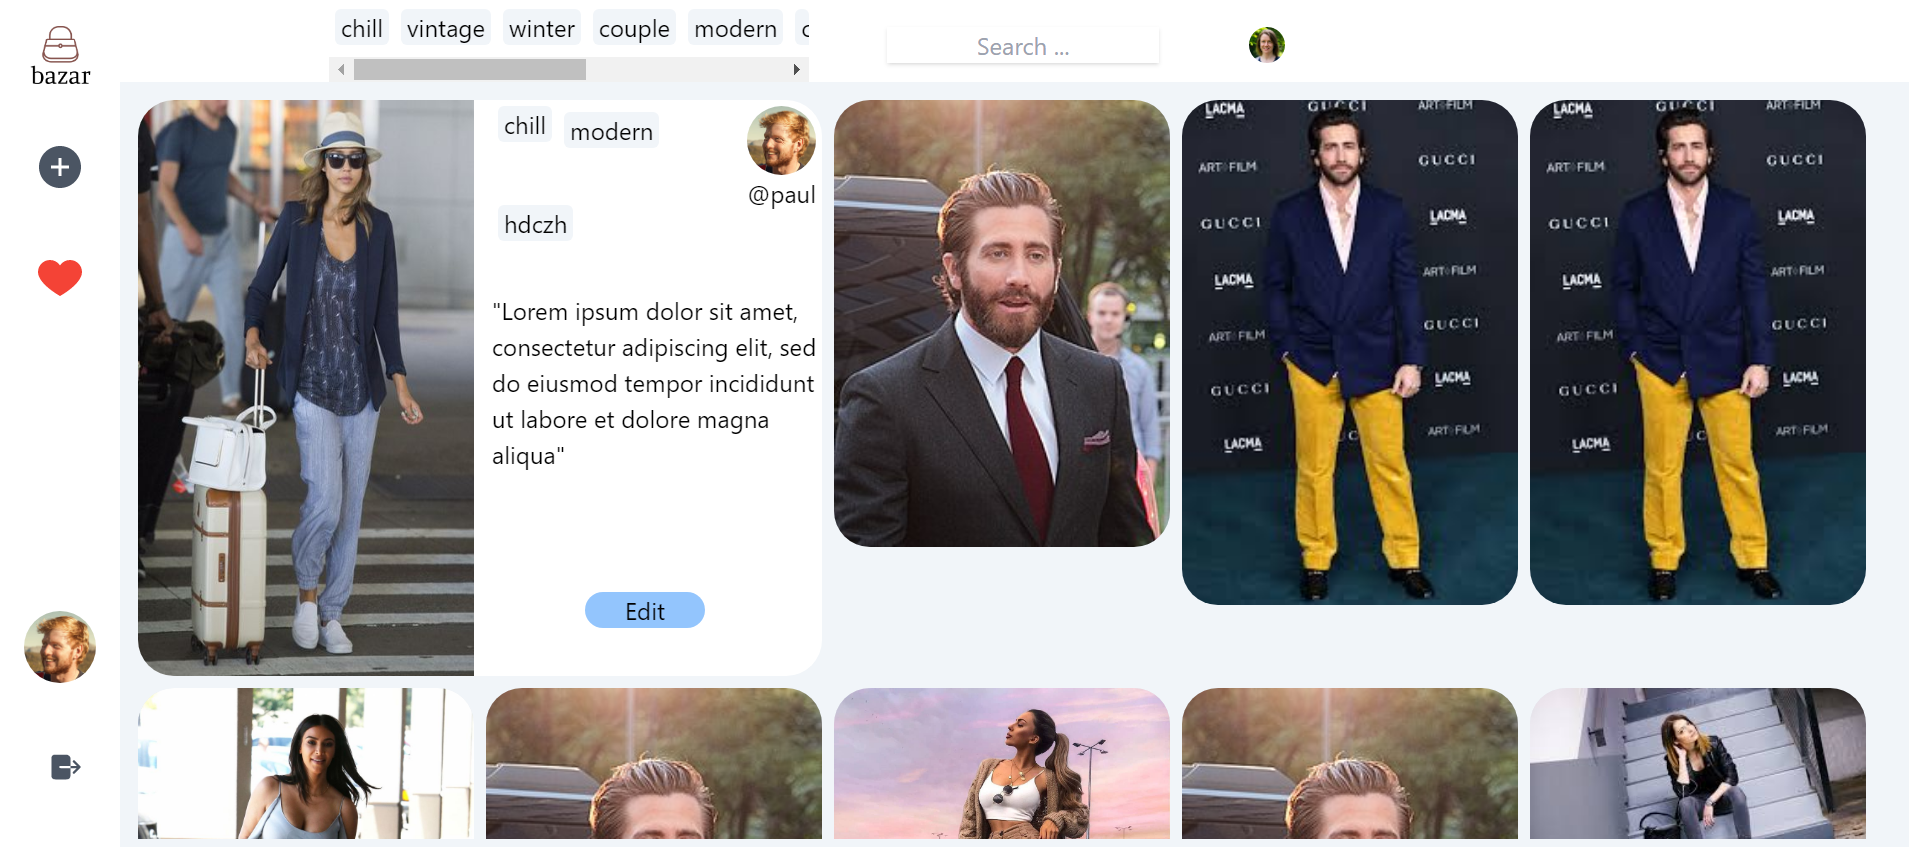 bazar
chill vintage winter couple modern
Search ...
chill modern
@paul
hdczh
"Lorem ipsum dolor sit amet,
consectetur adipiscing elit, sed
do eiusmod tempor incididunt
ut labore et dolore magna
aliqua"
Edit
LACMA GUCCI ART+FILM
ART+FILM GUCCI
GUCCI LACMA
LACMA ART+FILM
ART+FILM GUCCI
GUCCI LACMA
LACMA ART+FILM
LACMA GUCCI ART+FILM
ART+FILM GUCCI
GUCCI LACMA
LACMA ART+FILM
ART+FILM GUCCI
GUCCI LACMA
LACMA ART+FILM